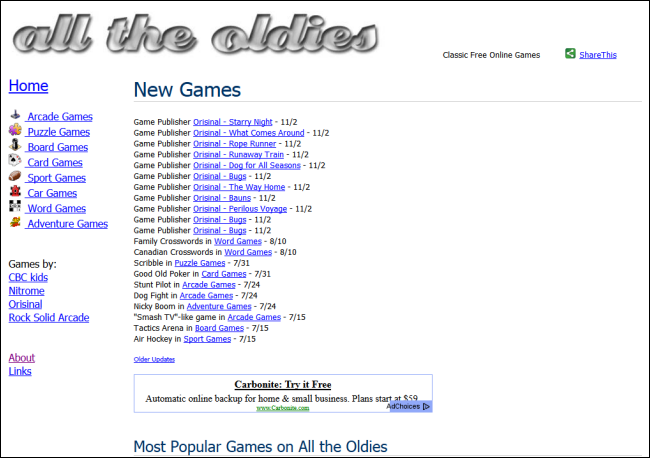 all the oldies
Classic Free Online Games
ShareThis
Home
Arcade Games
Puzzle Games
Board Games
Card Games
Sport Games
Car Games
Word Games
Adventure Games
Games by:
CBC kids
Nitrome
Orisinal
Rock Solid Arcade
About
Links
New Games
Game Publisher Orisinal - Starry Night - 11/2
Game Publisher Orisinal - What Comes Around - 11/2
Game Publisher Orisinal - Rope Runner - 11/2
Game Publisher Orisinal - Runaway Train - 11/2
Game Publisher Orisinal - Dog for All Seasons - 11/2
Game Publisher Orisinal - Bugs - 11/2
Game Publisher Orisinal - The Way Home - 11/2
Game Publisher Orisinal - Bauns - 11/2
Game Publisher Orisinal - Perilous Voyage - 11/2
Game Publisher Orisinal - Bugs - 11/2
Game Publisher Orisinal - Bugs - 11/2
Family Crosswords in Word Games - 8/10
Canadian Crosswords in Word Games - 8/10
Scribble in Puzzle Games - 7/31
Good Old Poker in Card Games - 7/31
Stunt Pilot in Arcade Games - 7/24
Dog Fight in Arcade Games - 7/24
Nicky Boom in Adventure Games - 7/24
"Smash TV"-like game in Arcade Games - 7/15
Tactics Arena in Board Games - 7/15
Air Hockey in Sport Games - 7/15
Older Updates
Carbonite: Try it Free
Automatic online backup for home & small business. Plans start at $59
www.Carbonite.com
AdChoices
Most Popular Games on All the Oldies